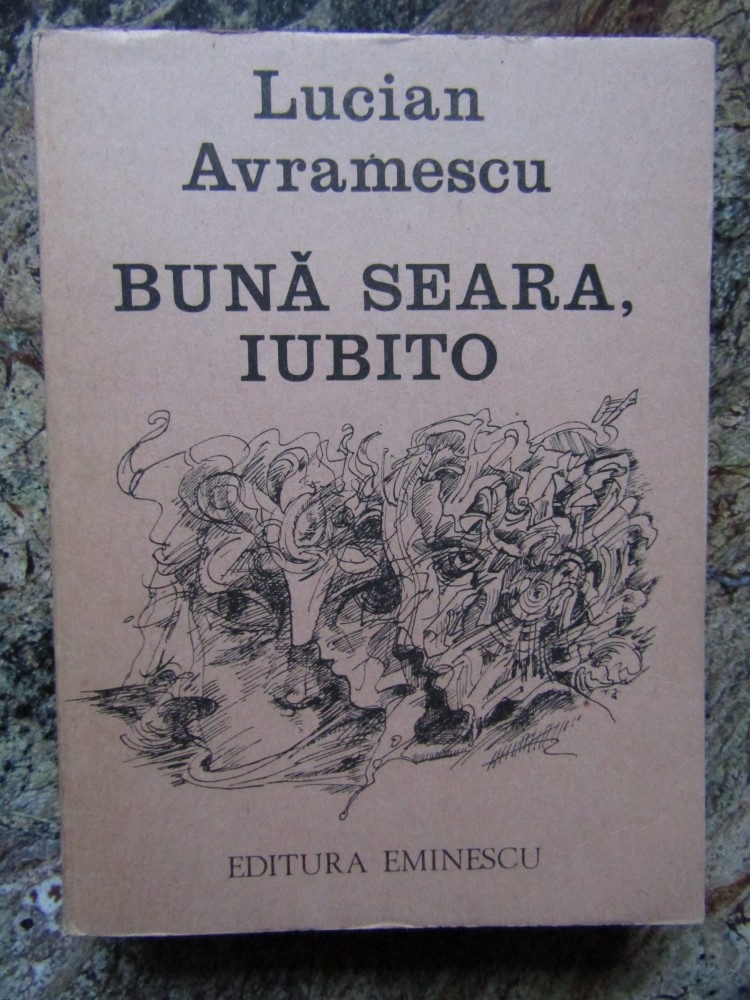 Lucian
Avramescu
BUNĂ SEARA,
IUBITO
EDITURA EMINESCU